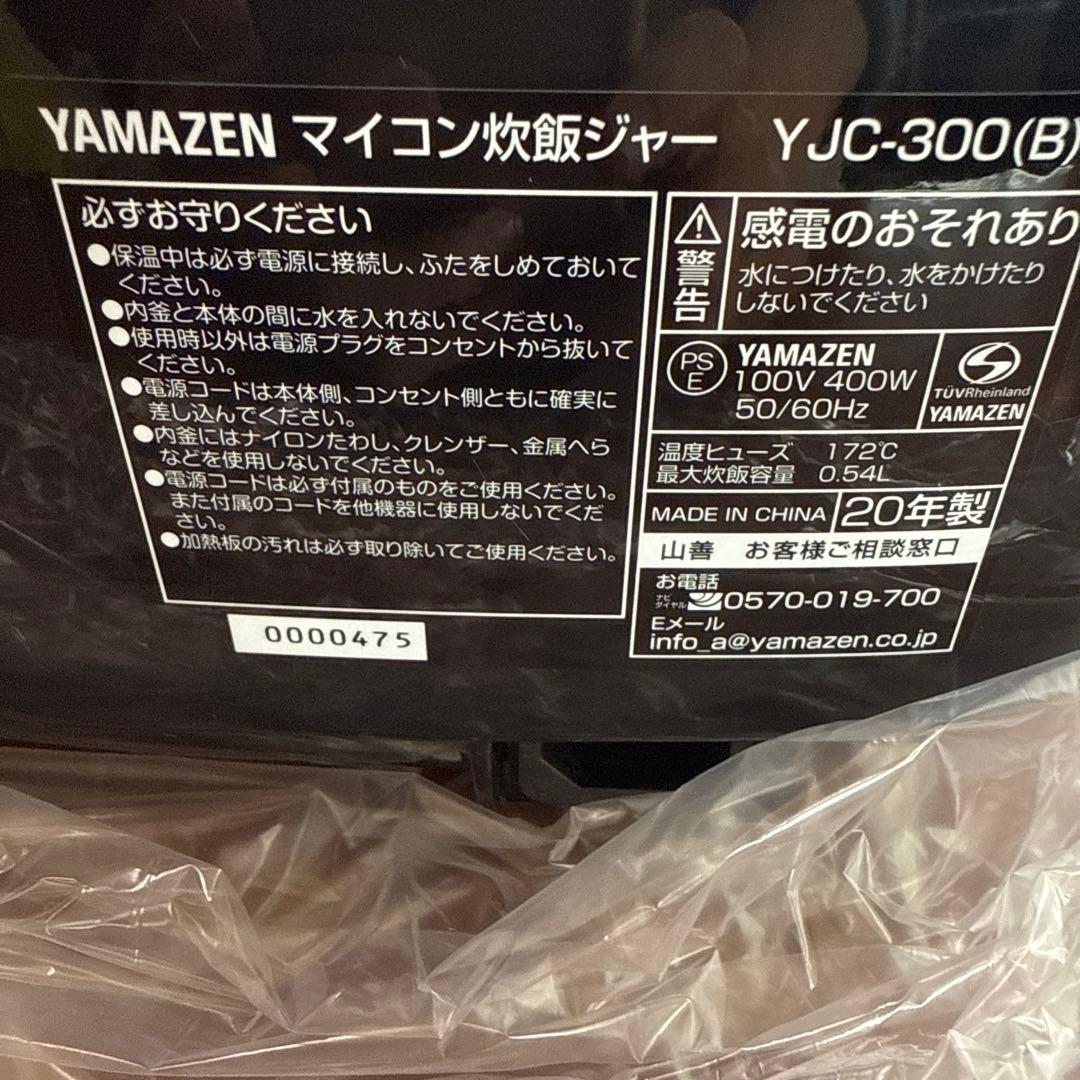 YAMAZEN マイコン炊飯ジャー YJC-300(B)
必ずお守りください
●保温中は必ず電源に接続し、ふたをしめておいて
ください。
●内釜と本体の間に水を入れないでください。
●使用時以外は電源プラグをコンセントから抜いて
ください。
●電源コードは本体側、コンセント側ともに確実に
差し込んでください。
●内釜にはナイロンたわし、クレンザー、金属へら
などを使用しないでください。
●電源コードは必ず付属のものをご使用ください。
また付属のコードを他機器に使用しないでくだ
さい。
●加熱板の汚れは必ず取り除いてご使用ください。
0000475
警告
感電のおそれあり
水につけたり、水をかけたり
しないでください
PS
E
YAMAZEN
100V 400W
50/60Hz
TÜVRheinland
YAMAZEN
温度ヒューズ 172℃
最大炊飯容量 0.54L
MADE IN CHINA 20年製
山善 お客様ご相談窓口
お電話
ナビダイヤル 0570-019-700
Eメール
info_a@yamazen.co.jp